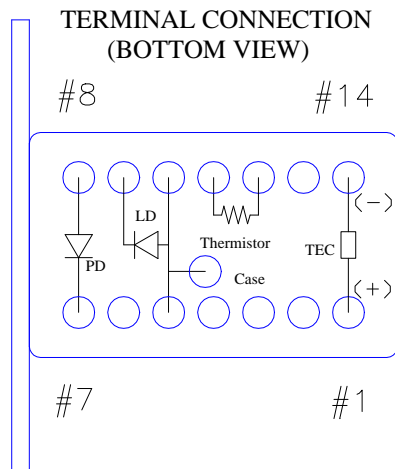 TERMINAL CONNECTION
(BOTTOM VIEW)
#8 #14
(-)
LD
Thermistor
TEC
PD
Case
(+)
#7 #1